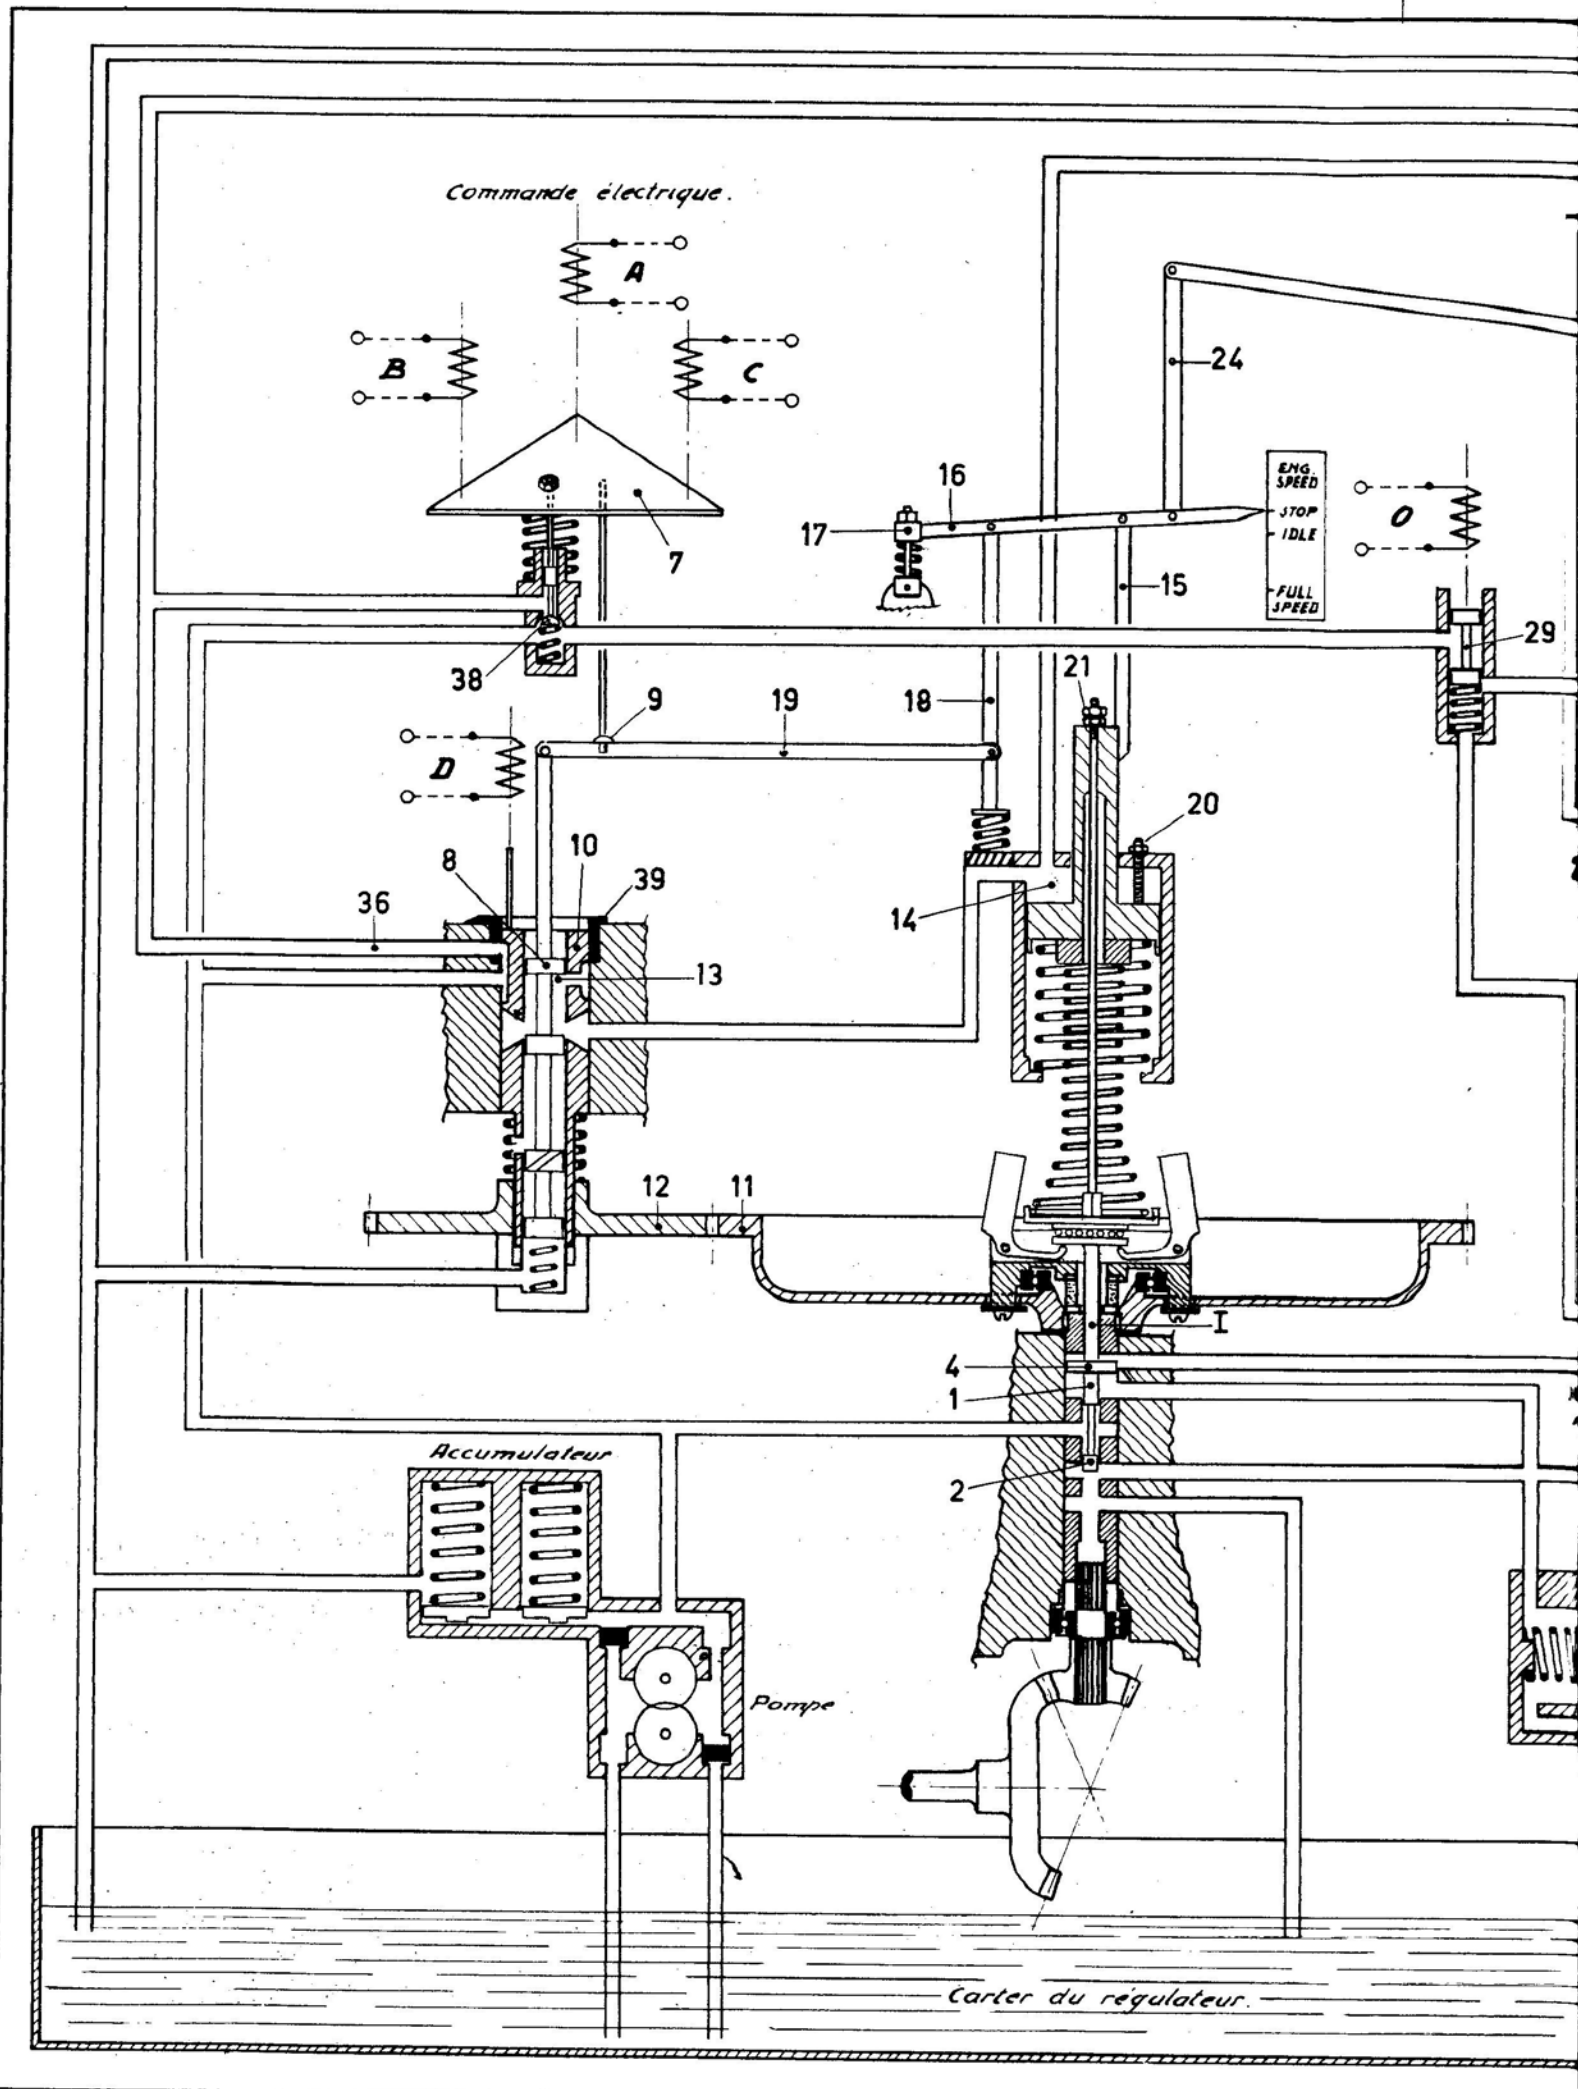 Commande électrique.
A
B
C
24
16
ENG.
SPEED
STOP
IDLE
FULL
SPEED
O
17
7
15
29
38
21
9
19
18
D
20
8
10
39
36
14
13
12
11
I
4
1
2
Accumulateur
Pompe
Carter du régulateur.